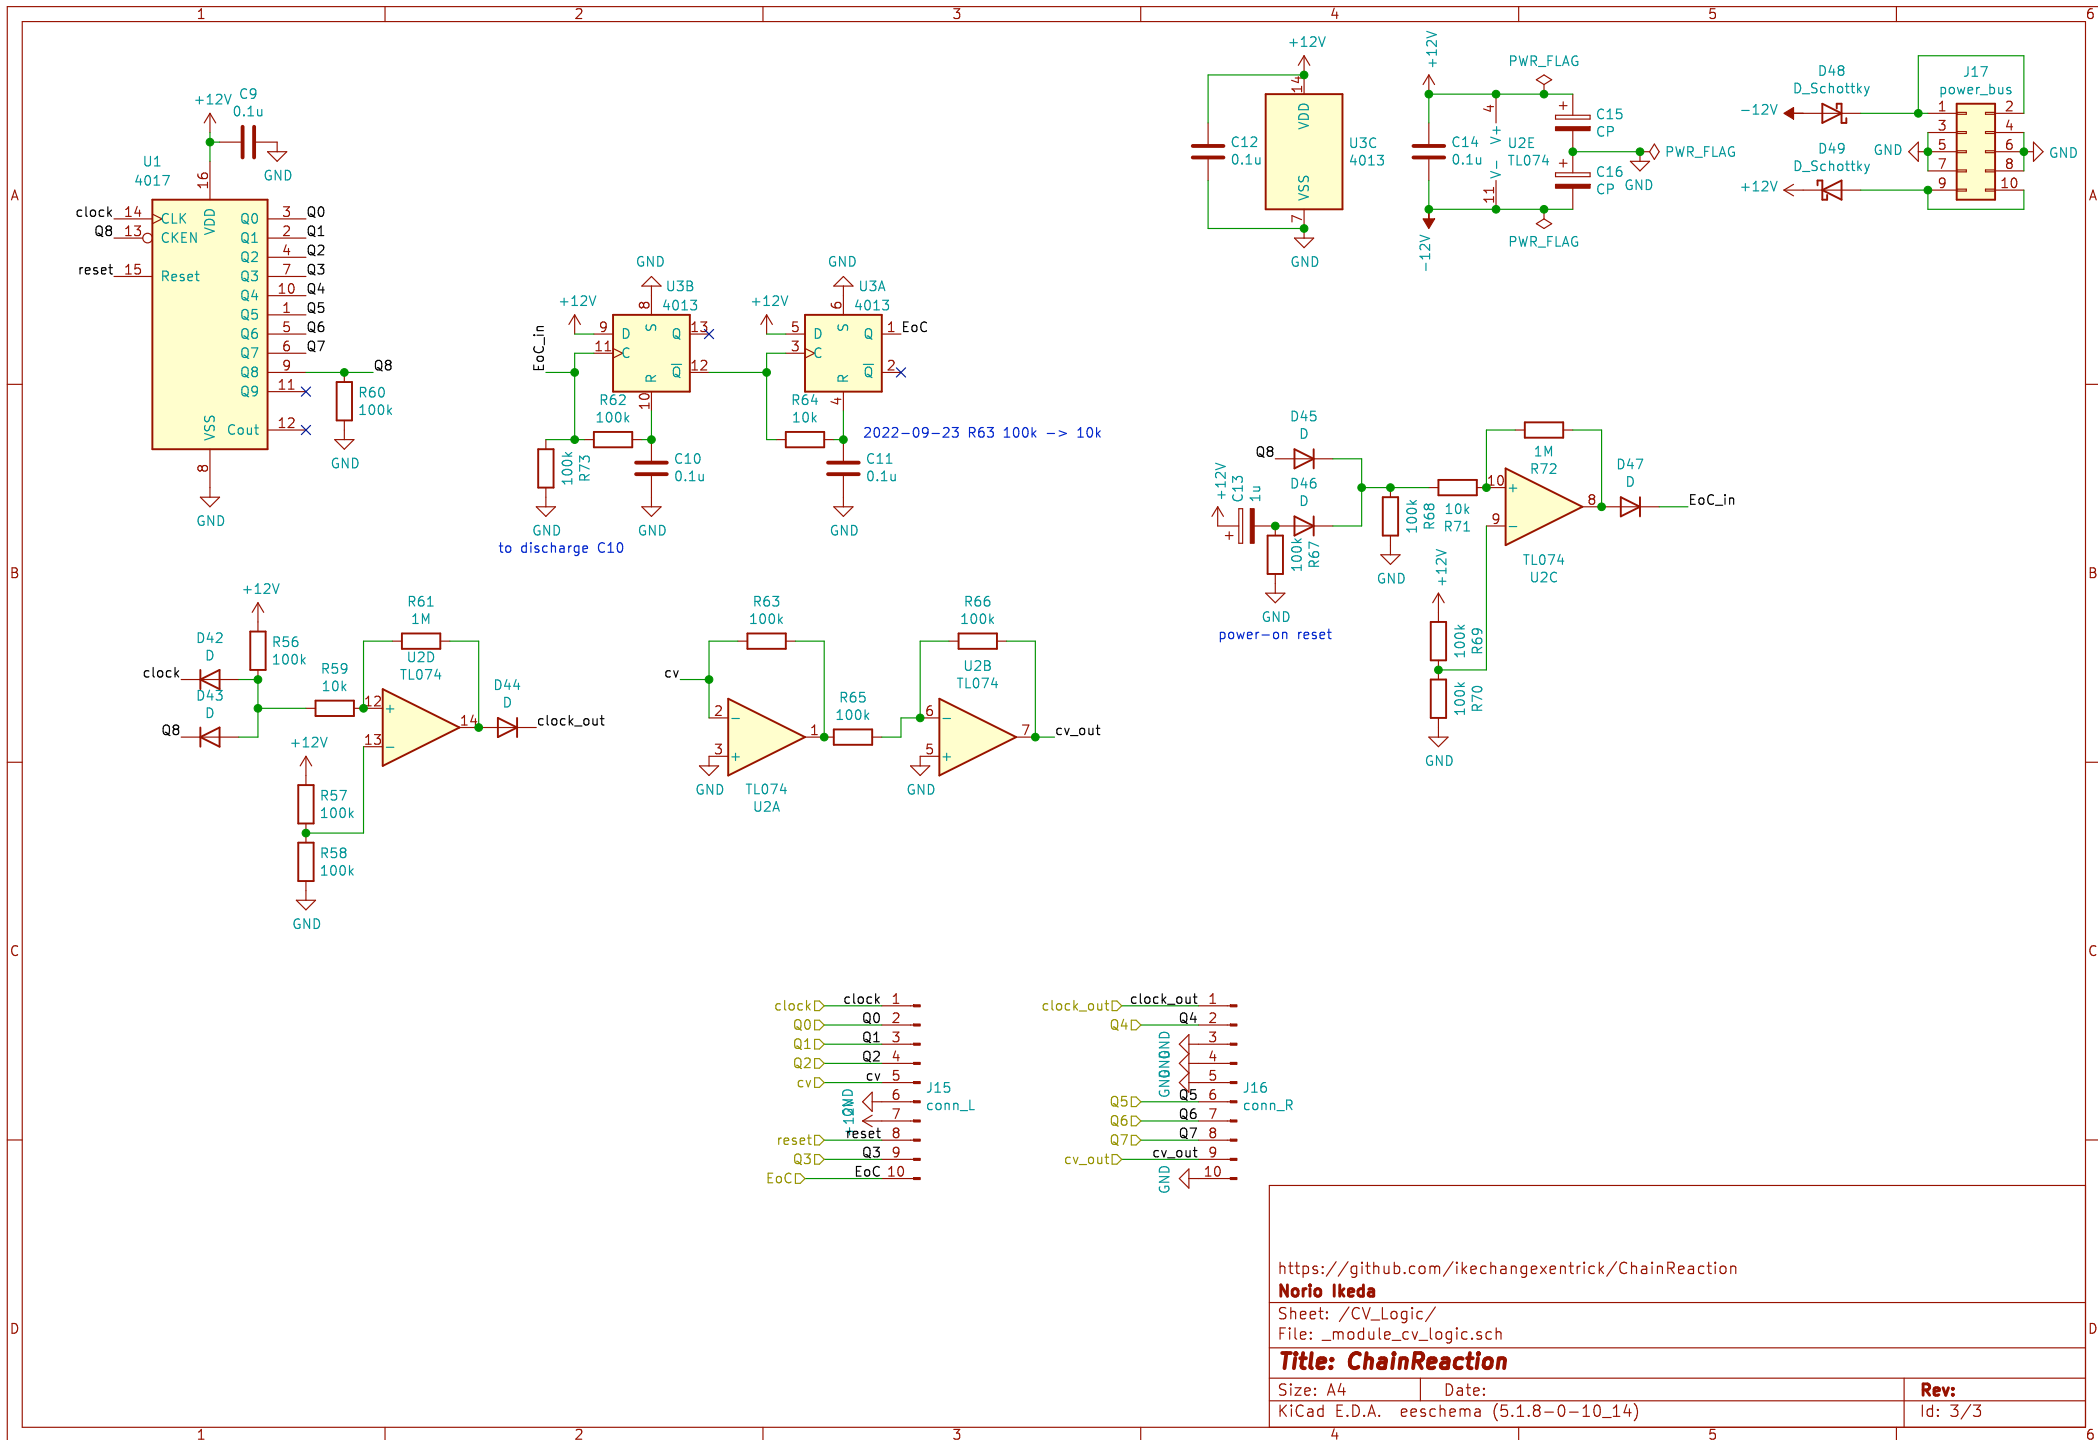 1 2 3 4 5 6
A
B
C
D
A
B
C
D
1 2 3 4 5 6
+12V
C9
0.1u
GND
U1
4017
16
VDD
clock 14 CLK
Q8 13 CKEN
reset 15 Reset
Q0 3 Q0
Q1 2 Q1
Q2 4 Q2
Q3 7 Q3
Q4 10 Q4
Q5 1 Q5
Q6 5 Q6
Q7 6 Q7
Q8 9 Q8
Q9 11
Cout 12
VSS
8
GND
R60
100k
GND
GND
U3B
4013
+12V
8
S
9 D
11 C
Q 13
Q 12
R
10
EoC_in
R62
100k
100k
R73
GND
to discharge C10
C10
0.1u
GND
GND
U3A
4013
+12V
6
S
5 D
3 C
Q 1 EoC
Q 2
R
4
R64
10k
2022-09-23 R63 100k -> 10k
C11
0.1u
GND
+12V
14
VDD
C12
0.1u
U3C
4013
VSS
7
GND
+12V
PWR_FLAG
4
V+
C14
0.1u
U2E
TL074
V-
11
+
C15
CP
+
C16
CP
PWR_FLAG
GND
-12V
PWR_FLAG
D48
D_Schottky
-12V
D49
D_Schottky
+12V
J17
power_bus
1 2
3 4
5 6
7 8
9 10
GND
GND
D45
D
Q8
D46
D
+12V
C13
1u
+
100k
R67
GND
power-on reset
100k
R68
GND
10k
R71
1M
R72
10 +
9 -
8
TL074
U2C
D47
D
EoC_in
+12V
100k
R69
100k
R70
GND
+12V
R56
100k
D42
D
clock
D43
D
Q8
R59
10k
R61
1M
U2D
TL074
12 +
13 -
14
D44
D
clock_out
+12V
R57
100k
R58
100k
GND
R63
100k
cv
2 -
3 +
1
GND
TL074
U2A
R65
100k
R66
100k
U2B
TL074
6 -
5 +
7
cv_out
GND
clock clock 1
Q0 Q0 2
Q1 Q1 3
Q2 Q2 4
cv cv 5
GND 6
+12V 7
reset reset 8
Q3 Q3 9
EoC EoC 10
J15
conn_L
clock_out clock_out 1
Q4 Q4 2
GND 3
GND 4
GND 5
Q5 Q5 6
Q6 Q6 7
Q7 Q7 8
cv_out cv_out 9
GND 10
J16
conn_R
https://github.com/ikechangexentrick/ChainReaction
Norio Ikeda
Sheet: /CV_Logic/
File: _module_cv_logic.sch
Title: ChainReaction
Size: A4 Date: Rev:
KiCad E.D.A. eeschema (5.1.8-0-10_14) Id: 3/3